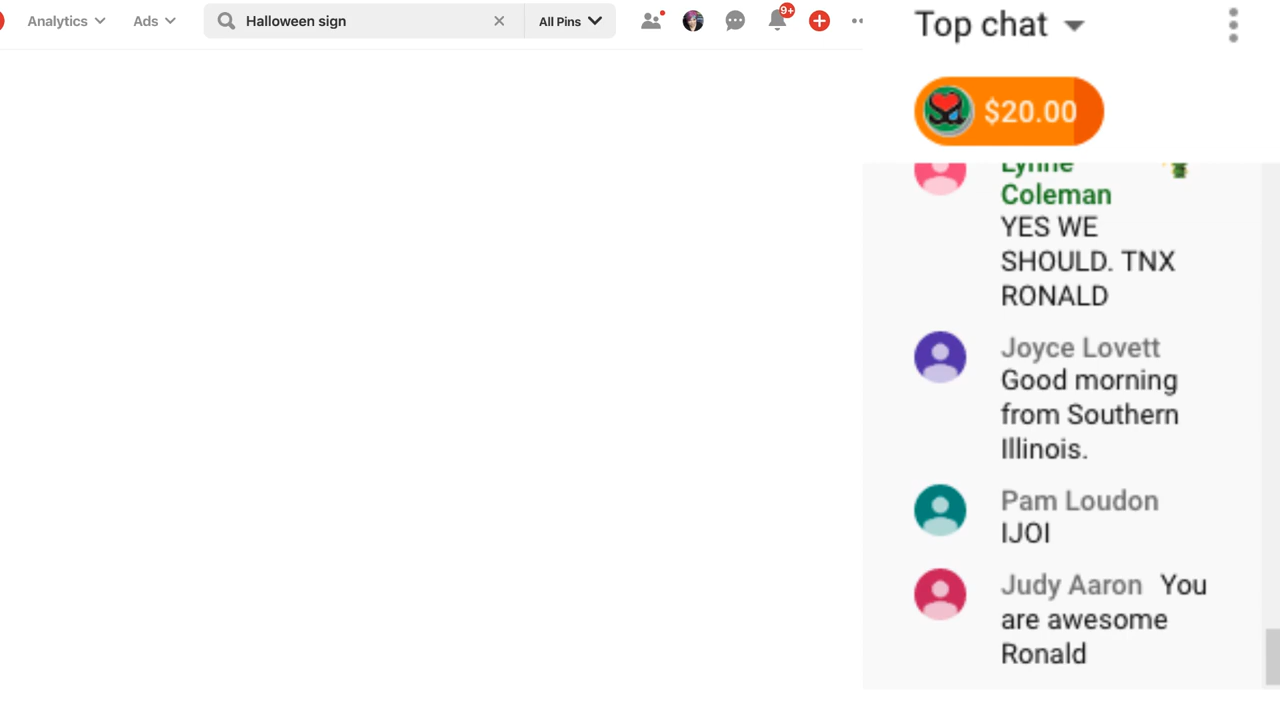 Analytics
Ads
Halloween sign
All Pins
9+
Top chat
$20.00
Lynne
Coleman
YES WE
SHOULD. TNX
RONALD
Joyce Lovett
Good morning
from Southern
Illinois.
Pam Loudon
IJOI
Judy Aaron You
are awesome
Ronald